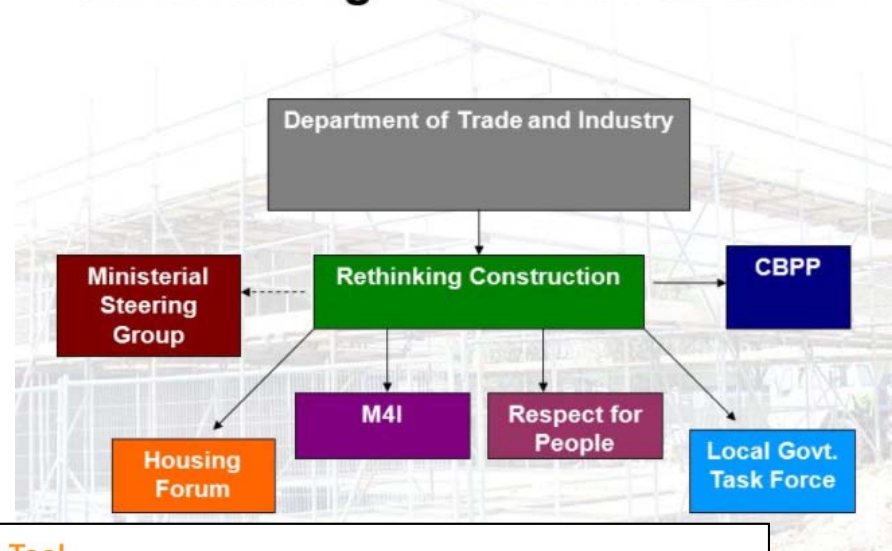 Department of Trade and Industry
Ministerial
Steering
Group
Rethinking Construction
CBPP
M4I
Respect for
People
Housing
Forum
Local Govt.
Task Force